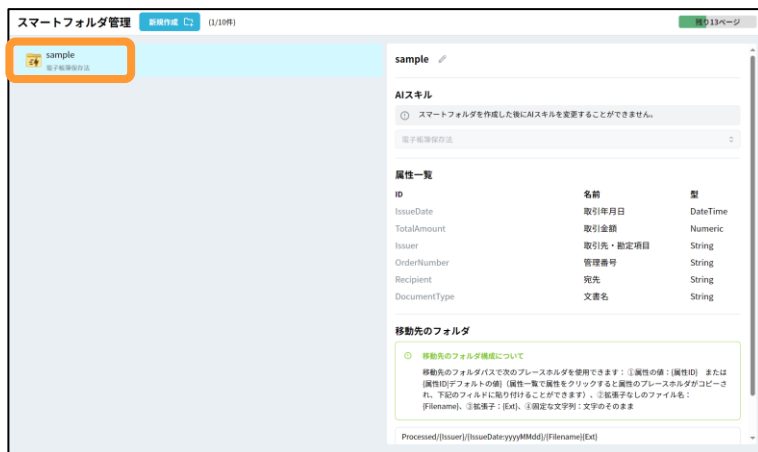 スマートフォルダ管理 新規作成 (1/10件) 残り13ページ
sample
電子帳簿保存法
sample
AIスキル
スマートフォルダを作成した後にAIスキルを変更することができません。
電子帳簿保存法
属性一覧
ID 名前 型
IssueDate 取引年月日 DateTime
TotalAmount 取引金額 Numeric
Issuer 取引先・勘定項目 String
OrderNumber 管理番号 String
Recipient 宛先 String
DocumentType 文書名 String
移動先のフォルダ
移動先のフォルダ構成について
移動先のフォルダパスで次のプレースホルダを使用できます：①属性の値：{属性ID} または
{属性ID|デフォルトの値}（属性一覧で属性をクリックすると属性のプレースホルダがコピーさ
れ、下記のフィルドに貼り付けることができます）、②拡張子なしのファイル名：
{Filename}、③拡張子：{Ext}、④固定な文字列：文字のそのまま
Processed/{Issuer}/{IssueDate:yyyyMMdd}/{Filename}{Ext}